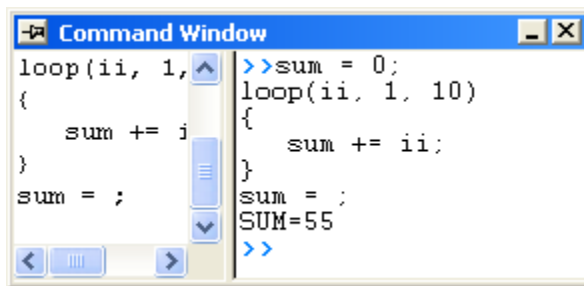 Command Window
loop(ii, 1,
{
sum += i
}
sum = ;
>>sum = 0;
loop(ii, 1, 10)
{
sum += ii;
}
sum = ;
SUM=55
>>